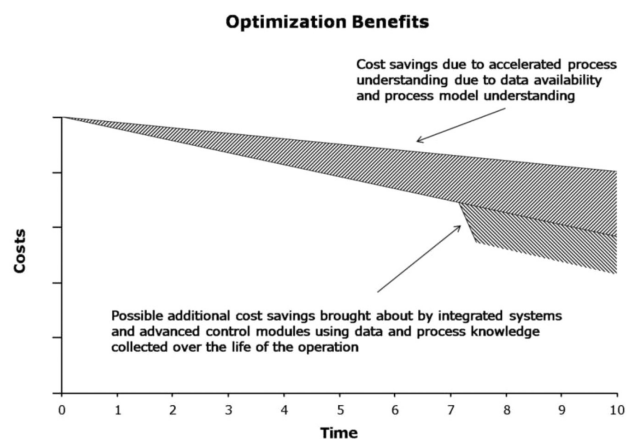 Optimization Benefits
Cost savings due to accelerated process
understanding due to data availability
and process model understanding
Costs
Possible additional cost savings brought about by integrated systems
and advanced control modules using data and process knowledge
collected over the life of the operation
0 1 2 3 4 5 6 7 8 9 10
Time